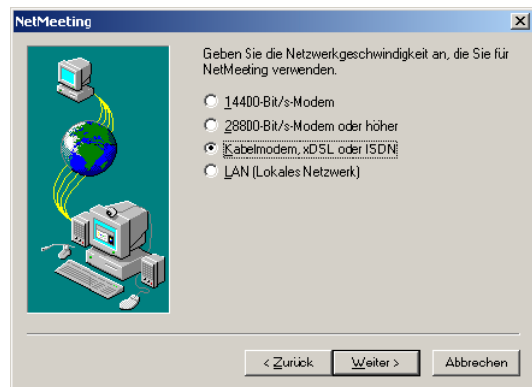 NetMeeting
Geben Sie die Netzwerkgeschwindigkeit an, die Sie für
NetMeeting verwenden.
14400-Bit/s-Modem
28800-Bit/s-Modem oder höher
Kabelmodem, xDSL oder ISDN
LAN (Lokales Netzwerk)
< Zurück   Weiter >   Abbrechen